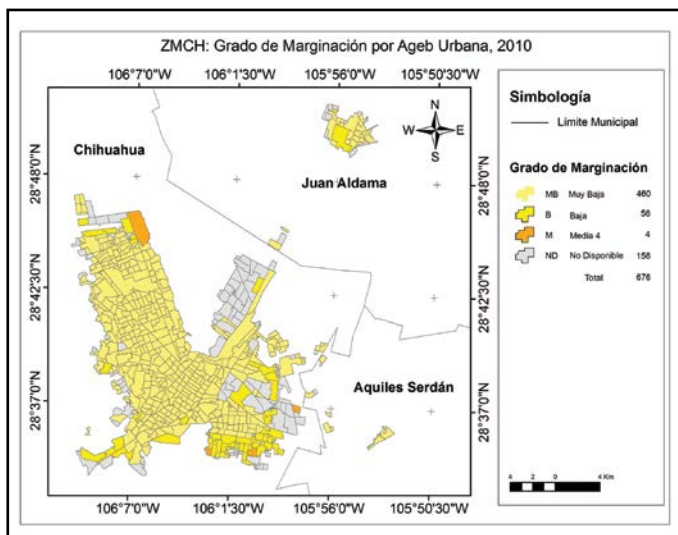 ZMCH: Grado de Marginación por Ageb Urbana, 2010
106°7'0"W 106°1'30"W 105°56'0"W 105°50'30"W
N
W E
S
Chihuahua
Juan Aldama
Aquiles Serdán
28°48'0"N
28°42'30"N
28°37'0"N
28°48'0"N
28°42'30"N
28°37'0"N
106°7'0"W 106°1'30"W 105°56'0"W 105°50'30"W
Simbología
Límite Municipal
Grado de Marginación
MB Muy Baja 460
B Baja 56
M Media 4 4
ND No Disponible 156
Total 676
4 2 0 4 Km